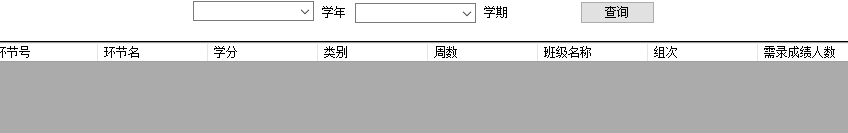 学年 学期 查询
环节号 环节名 学分 类别 周数 班级名称 组次 需录成绩人数